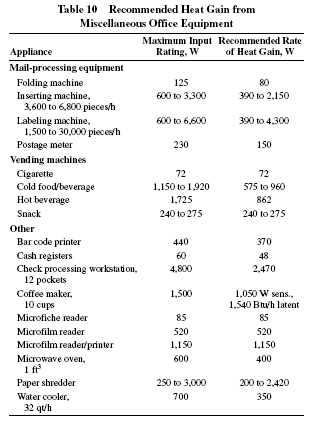 Table 10 Recommended Heat Gain from
Miscellaneous Office Equipment
Maximum Input Recommended Rate
Appliance Rating, W of Heat Gain, W
Mail-processing equipment
Folding machine 125 80
Inserting machine, 600 to 3,300 390 to 2,150
3,600 to 6,800 pieces/h
Labeling machine, 600 to 6,600 390 to 4,300
1,500 to 30,000 pieces/h
Postage meter 230 150
Vending machines
Cigarette 72 72
Cold food/beverage 1,150 to 1,920 575 to 960
Hot beverage 1,725 862
Snack 240 to 275 240 to 275
Other
Bar code printer 440 370
Cash registers 60 48
Check processing workstation, 4,800 2,470
12 pockets
Coffee maker, 1,500 1,050 W sens.,
10 cups 1,540 Btu/h latent
Microfiche reader 85 85
Microfilm reader 520 520
Microfilm reader/printer 1,150 1,150
Microwave oven, 600 400
1 ft³
Paper shredder 250 to 3,000 200 to 2,420
Water cooler, 700 350
32 qt/h